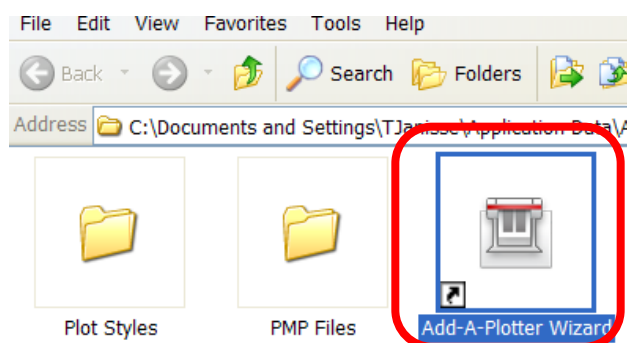 File Edit View Favorites Tools Help
Back Search Folders
Address C:\Documents and Settings\TJanisse\Application Data\A
Plot Styles PMP Files Add-A-Plotter Wizard